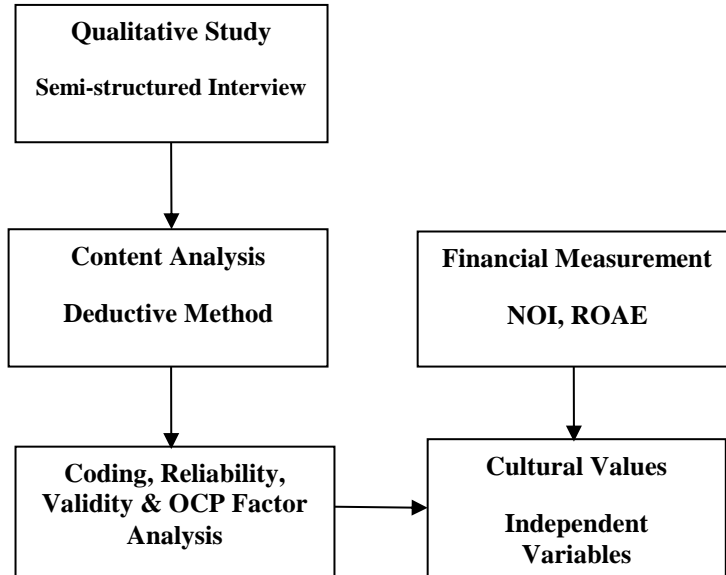 Qualitative Study
Semi-structured Interview
Content Analysis
Deductive Method
Financial Measurement
NOI, ROAE
Coding, Reliability,
Validity & OCP Factor
Analysis
Cultural Values
Independent
Variables